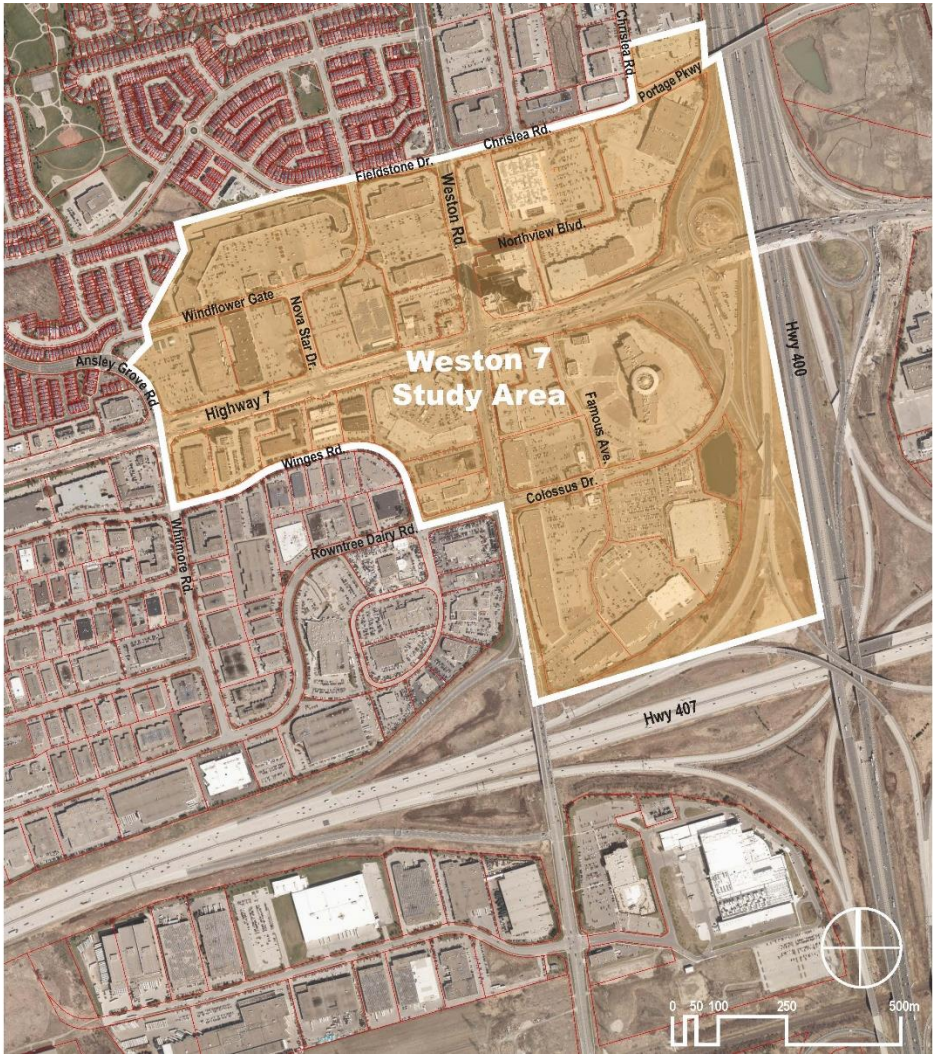 Chrislea Rd.
Portage Pkwy
Chrislea Rd.
Fieldstone Dr.
Weston Rd.
Northview Blvd.
Windflower Gate
Nova Star Dr.
Hwy 400
Ansley Grove Rd
Weston 7
Study Area
Highway 7
Famous Ave.
Winges Rd.
Colossus Dr.
Whitmore Rd
Rowntree Dairy Rd.
Hwy 407
0 50 100 250 500m